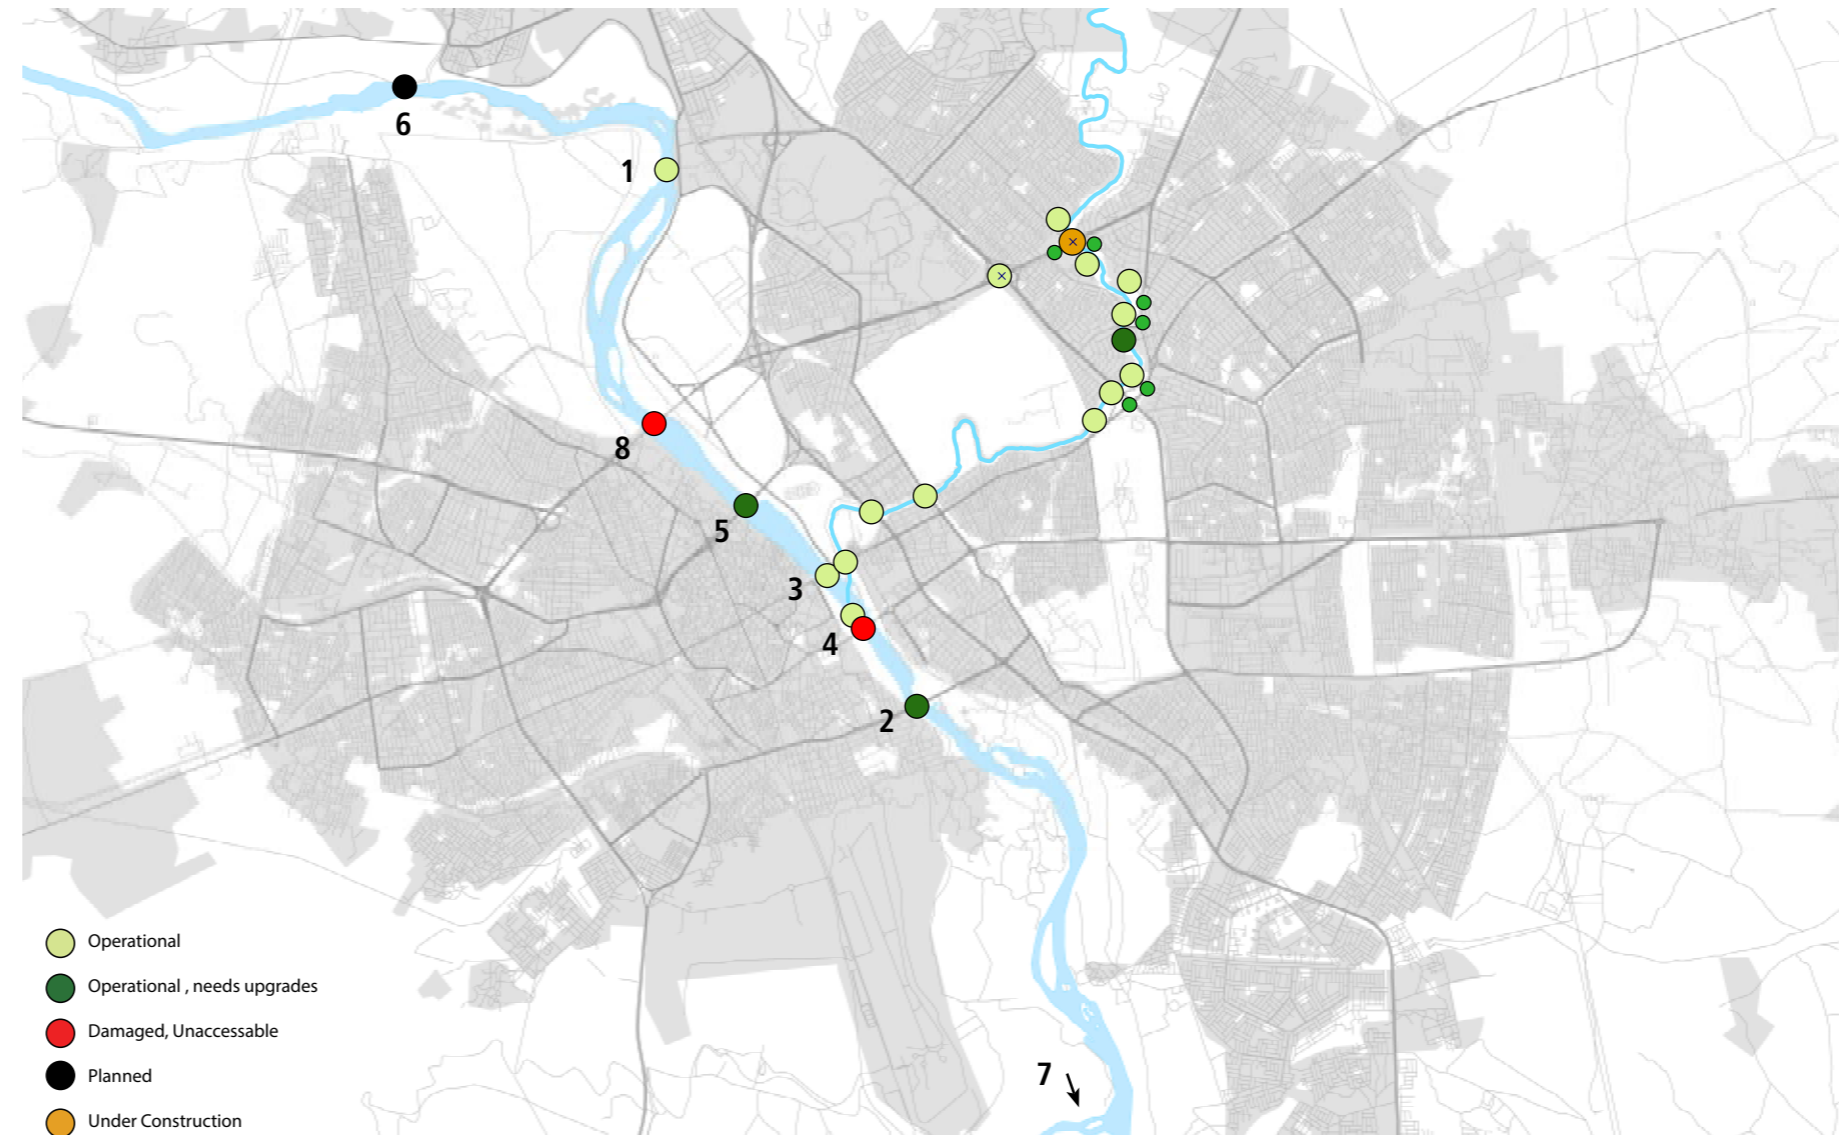 6
1
8
5
3
4
2
7
Operational
Operational , needs upgrades
Damaged, Unaccessable
Planned
Under Construction